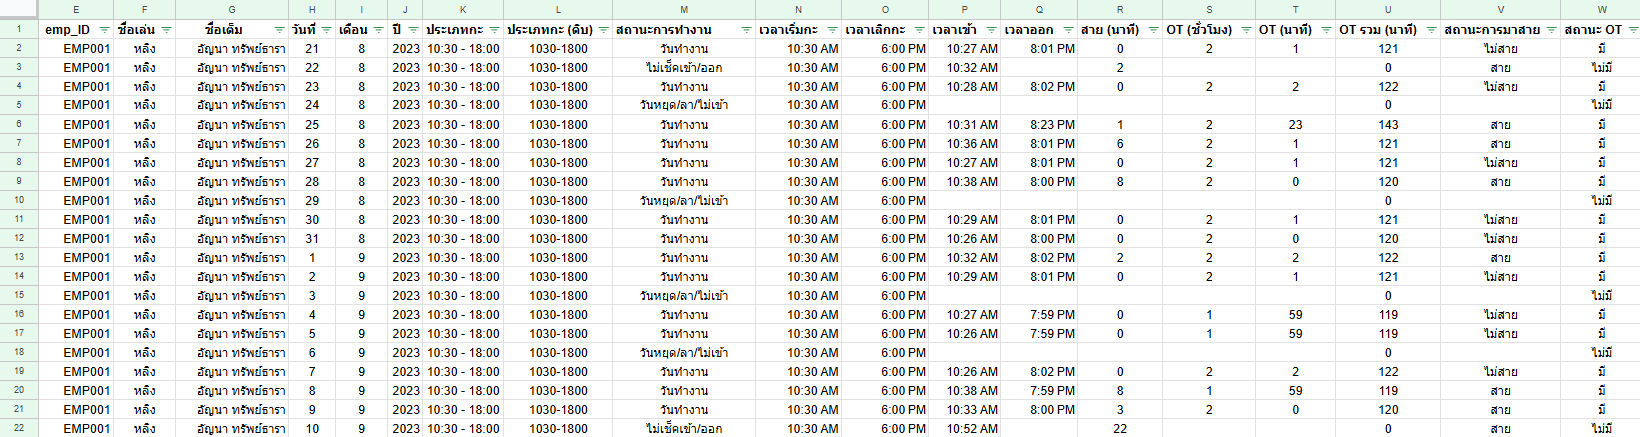 E F G H I J K L M N O P Q R S T U V W
1 emp_ID ชื่อเล่น ชื่อเต็ม วันที่ เดือน ปี ประเภทกะ ประเภทกะ (ดิบ) สถานะการทำงาน เวลาเริ่มกะ เวลาเลิกกะ เวลาเข้า เวลาออก สาย (นาที) OT (ชั่วโมง) OT (นาที) OT รวม (นาที) สถานะการมาสาย สถานะ OT
2 EMP001 หลิง อัญนา ทรัพย์ธารา 21 8 2023 10:30 - 18:00 1030-1800 วันทำงาน 10:30 AM 6:00 PM 10:27 AM 8:01 PM 0 2 1 121 ไม่สาย มี
3 EMP001 หลิง อัญนา ทรัพย์ธารา 22 8 2023 10:30 - 18:00 1030-1800 ไม่เช็คเข้า/ออก 10:30 AM 6:00 PM 10:32 AM 2 0 สาย ไม่มี
4 EMP001 หลิง อัญนา ทรัพย์ธารา 23 8 2023 10:30 - 18:00 1030-1800 วันทำงาน 10:30 AM 6:00 PM 10:28 AM 8:02 PM 0 2 2 122 ไม่สาย มี
5 EMP001 หลิง อัญนา ทรัพย์ธารา 24 8 2023 10:30 - 18:00 1030-1800 วันหยุด/ลา/ไม่เข้า 10:30 AM 6:00 PM 0 ไม่มี
6 EMP001 หลิง อัญนา ทรัพย์ธารา 25 8 2023 10:30 - 18:00 1030-1800 วันทำงาน 10:30 AM 6:00 PM 10:31 AM 8:23 PM 1 2 23 143 สาย มี
7 EMP001 หลิง อัญนา ทรัพย์ธารา 26 8 2023 10:30 - 18:00 1030-1800 วันทำงาน 10:30 AM 6:00 PM 10:36 AM 8:01 PM 6 2 1 121 สาย มี
8 EMP001 หลิง อัญนา ทรัพย์ธารา 27 8 2023 10:30 - 18:00 1030-1800 วันทำงาน 10:30 AM 6:00 PM 10:27 AM 8:01 PM 0 2 1 121 ไม่สาย มี
9 EMP001 หลิง อัญนา ทรัพย์ธารา 28 8 2023 10:30 - 18:00 1030-1800 วันทำงาน 10:30 AM 6:00 PM 10:38 AM 8:00 PM 8 2 0 120 สาย มี
10 EMP001 หลิง อัญนา ทรัพย์ธารา 29 8 2023 10:30 - 18:00 1030-1800 วันหยุด/ลา/ไม่เข้า 10:30 AM 6:00 PM 0 ไม่มี
11 EMP001 หลิง อัญนา ทรัพย์ธารา 30 8 2023 10:30 - 18:00 1030-1800 วันทำงาน 10:30 AM 6:00 PM 10:29 AM 8:01 PM 0 2 1 121 ไม่สาย มี
12 EMP001 หลิง อัญนา ทรัพย์ธารา 31 8 2023 10:30 - 18:00 1030-1800 วันทำงาน 10:30 AM 6:00 PM 10:26 AM 8:00 PM 0 2 0 120 ไม่สาย มี
13 EMP001 หลิง อัญนา ทรัพย์ธารา 1 9 2023 10:30 - 18:00 1030-1800 วันทำงาน 10:30 AM 6:00 PM 10:32 AM 8:02 PM 2 2 2 122 สาย มี
14 EMP001 หลิง อัญนา ทรัพย์ธารา 2 9 2023 10:30 - 18:00 1030-1800 วันทำงาน 10:30 AM 6:00 PM 10:29 AM 8:01 PM 0 2 1 121 ไม่สาย มี
15 EMP001 หลิง อัญนา ทรัพย์ธารา 3 9 2023 10:30 - 18:00 1030-1800 วันหยุด/ลา/ไม่เข้า 10:30 AM 6:00 PM 0 ไม่มี
16 EMP001 หลิง อัญนา ทรัพย์ธารา 4 9 2023 10:30 - 18:00 1030-1800 วันทำงาน 10:30 AM 6:00 PM 10:27 AM 7:59 PM 0 1 59 119 ไม่สาย มี
17 EMP001 หลิง อัญนา ทรัพย์ธารา 5 9 2023 10:30 - 18:00 1030-1800 วันทำงาน 10:30 AM 6:00 PM 10:26 AM 7:59 PM 0 1 59 119 ไม่สาย มี
18 EMP001 หลิง อัญนา ทรัพย์ธารา 6 9 2023 10:30 - 18:00 1030-1800 วันหยุด/ลา/ไม่เข้า 10:30 AM 6:00 PM 0 ไม่มี
19 EMP001 หลิง อัญนา ทรัพย์ธารา 7 9 2023 10:30 - 18:00 1030-1800 วันทำงาน 10:30 AM 6:00 PM 10:26 AM 8:02 PM 0 2 2 122 ไม่สาย มี
20 EMP001 หลิง อัญนา ทรัพย์ธารา 8 9 2023 10:30 - 18:00 1030-1800 วันทำงาน 10:30 AM 6:00 PM 10:38 AM 7:59 PM 8 1 59 119 สาย มี
21 EMP001 หลิง อัญนา ทรัพย์ธารา 9 9 2023 10:30 - 18:00 1030-1800 วันทำงาน 10:30 AM 6:00 PM 10:33 AM 8:00 PM 3 2 0 120 สาย มี
22 EMP001 หลิง อัญนา ทรัพย์ธารา 10 9 2023 10:30 - 18:00 1030-1800 ไม่เช็คเข้า/ออก 10:30 AM 6:00 PM 10:52 AM 22 0 สาย ไม่มี